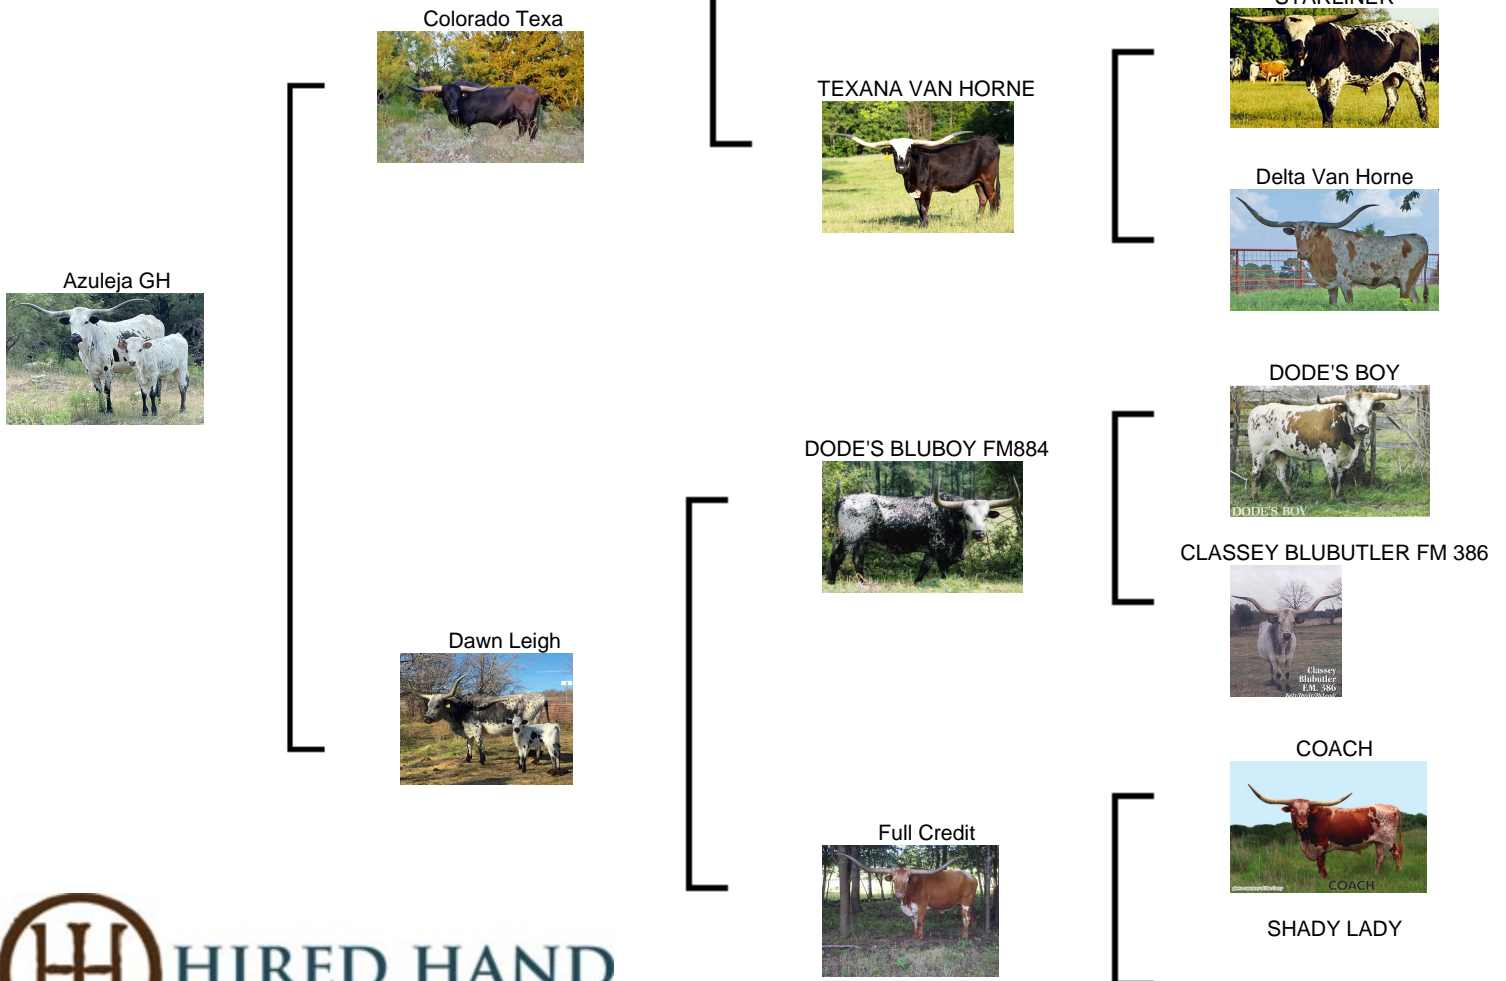 Colorado Texa
STARLINER
TEXANA VAN HORNE
Delta Van Horne
Azuleja GH
DODE'S BOY
DODE'S BLUBOY FM884
DODE'S BOY
CLASSEY BLUBUTLER FM 386
Classey
Blubutler
F.M. 386
Dawn Leigh
COACH
Full Credit
COACH
SHADY LADY
HIRED HAND